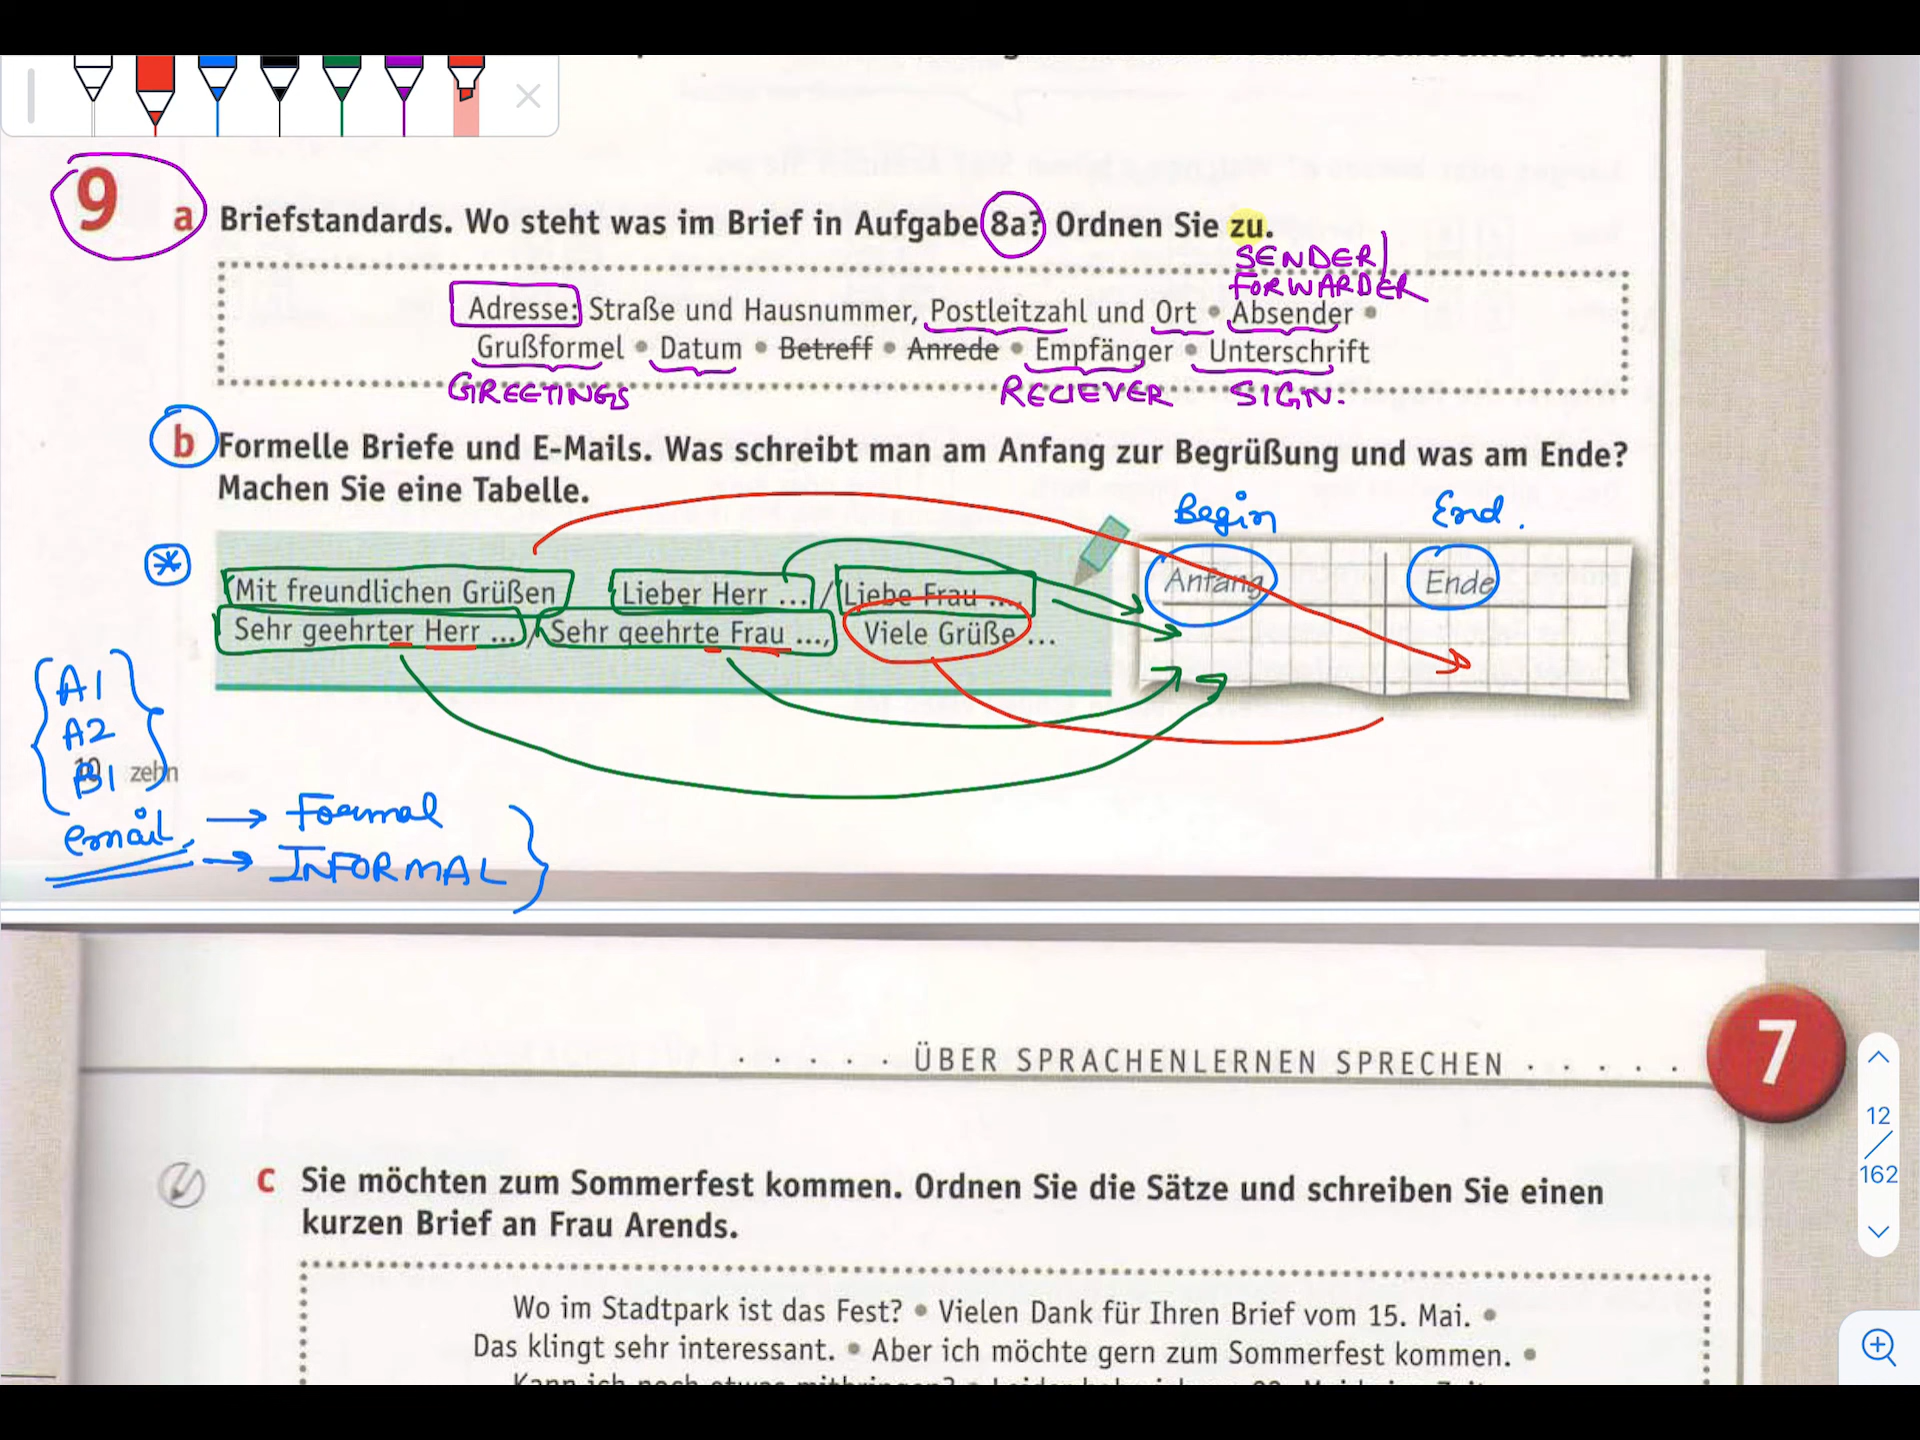 9 a Briefstandards. Wo steht was im Brief in Aufgabe 8a? Ordnen Sie zu.
SENDER/
FORWARDER
Adresse: Straße und Hausnummer, Postleitzahl und Ort • Absender •
Grußformel • Datum • Betreff • Anrede • Empfänger • Unterschrift
GREETINGS RECIEVER SIGN.
b Formelle Briefe und E-Mails. Was schreibt man am Anfang zur Begrüßung und was am Ende?
Machen Sie eine Tabelle.
Begin End.
Mit freundlichen Grüßen Lieber Herr ... / Liebe Frau ...,
Anfang Ende
Sehr geehrter Herr ... / Sehr geehrte Frau ..., Viele Grüße ...
A1
A2
B1
10 zehn
email → Formal
→ INFORMAL
ÜBER SPRACHENLERNEN SPRECHEN
7
12
/
162
c Sie möchten zum Sommerfest kommen. Ordnen Sie die Sätze und schreiben Sie einen
kurzen Brief an Frau Arends.
Wo im Stadtpark ist das Fest? • Vielen Dank für Ihren Brief vom 15. Mai. •
Das klingt sehr interessant. • Aber ich möchte gern zum Sommerfest kommen. •